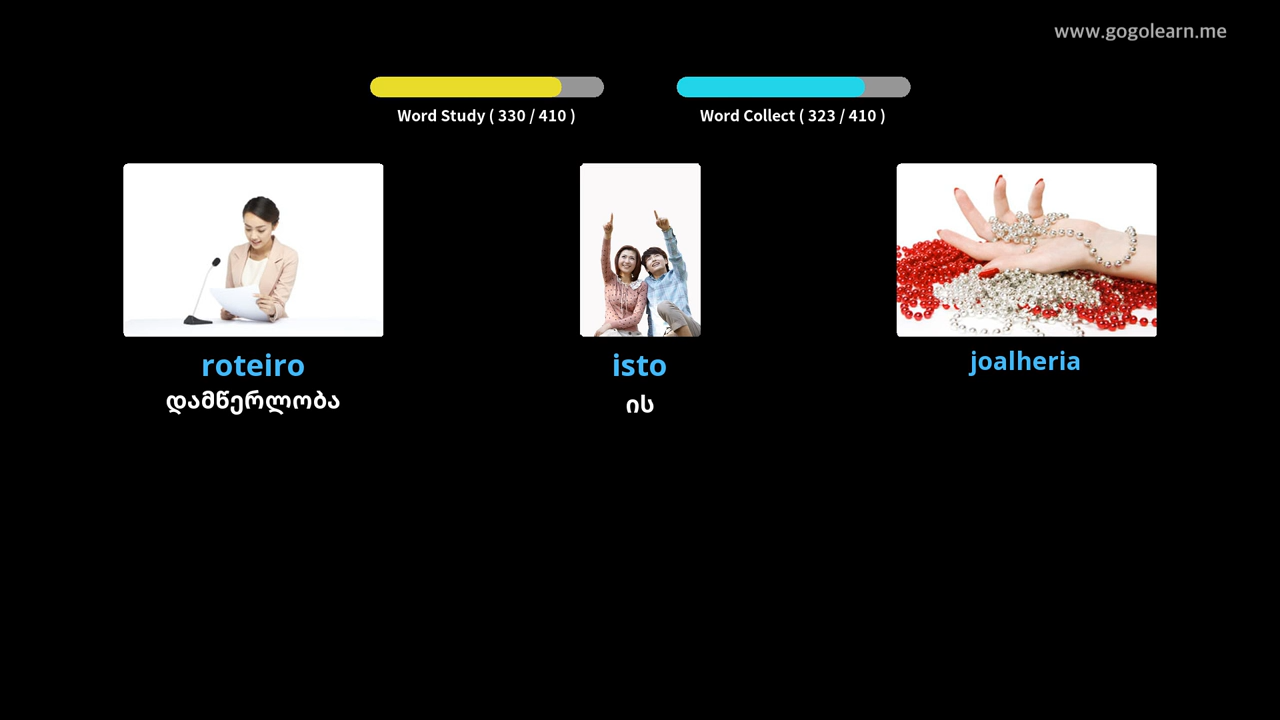 www.gogolearn.me
Word Study ( 330 / 410 )
Word Collect ( 323 / 410 )
roteiro
დამწერლობა
isto
ის
joalheria